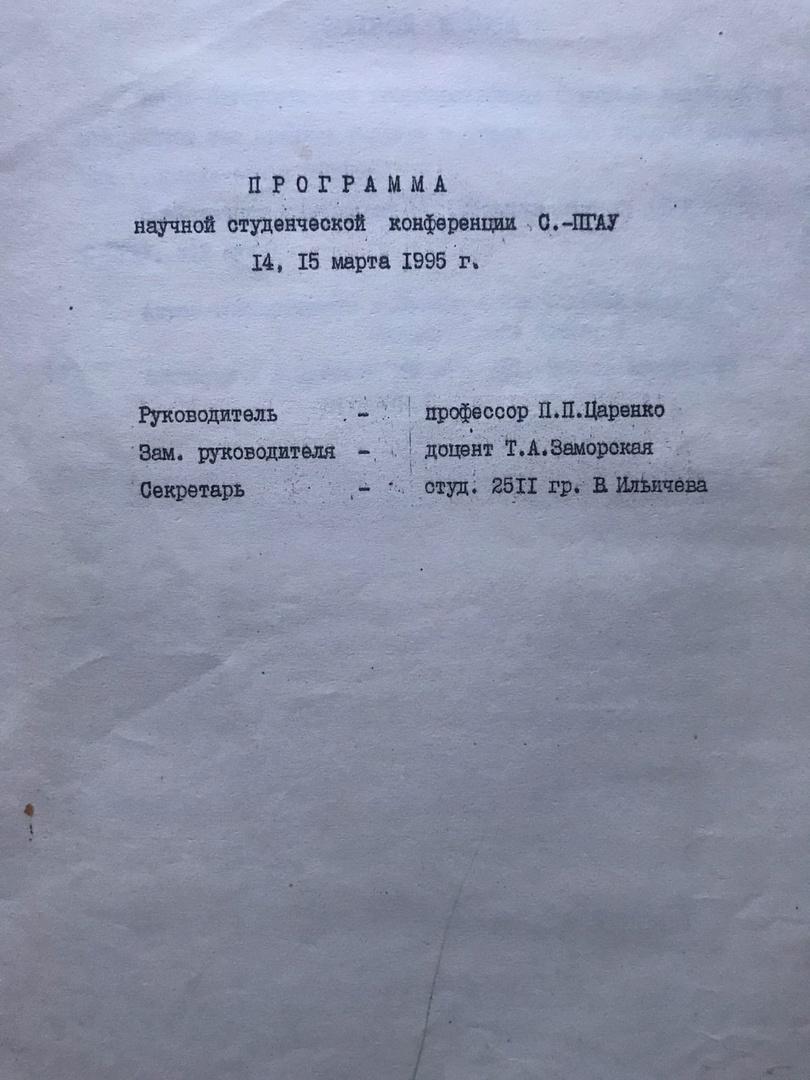 П Р О Г Р А М М А
научной студенческой конференции С.-ПГАУ
I4, I5 марта I995 г.
Руководитель - профессор П.П.Царенко
Зам. руководителя - доцент Т.А.Заморская
Секретарь - студ. 25II гр. В Ильичева